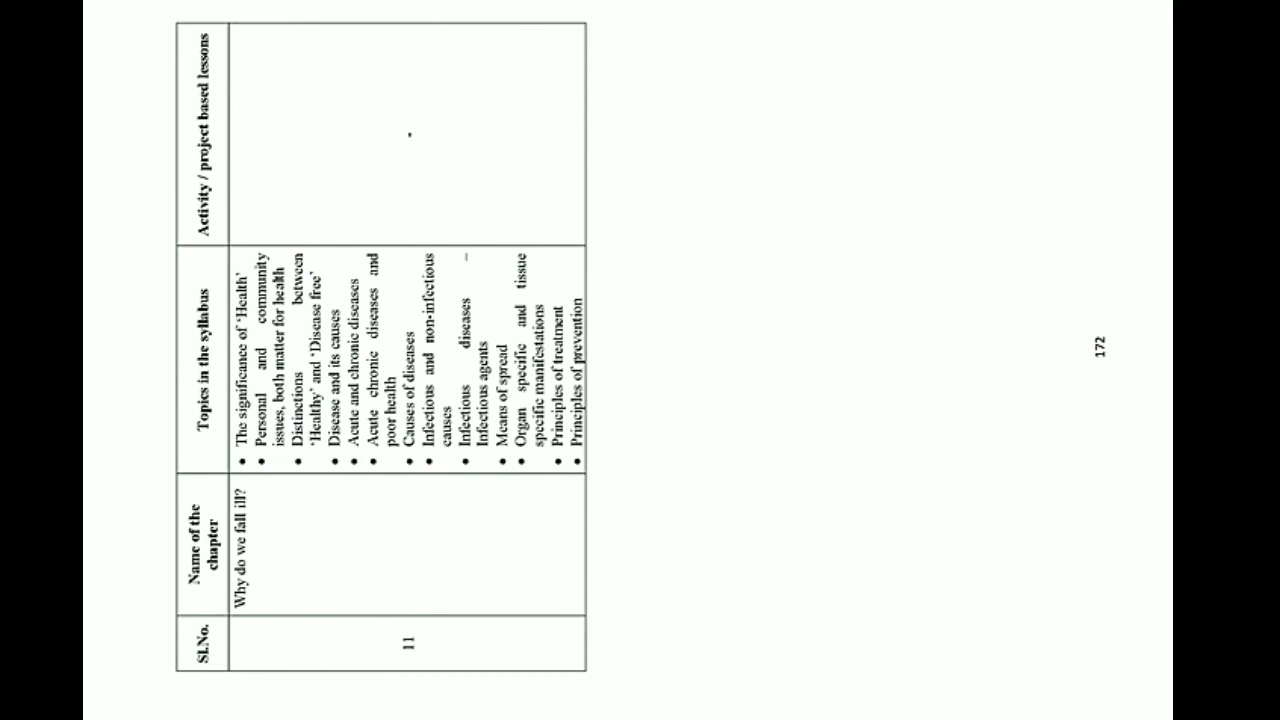 Sl.No.
Name of the
chapter
Topics in the syllabus
Activity / project based lessons
11
Why do we fall ill?
• The significance of ‘Health’
• Personal and community
issues, both matter for health
• Distinctions between
‘Healthy’ and ‘Disease free’
• Disease and its causes
• Acute and chronic diseases
• Acute chronic diseases and
poor health
• Causes of diseases
• Infectious and non-infectious
causes
• Infectious diseases –
Infectious agents
• Means of spread
• Organ specific and tissue
specific manifestations
• Principles of treatment
• Principles of prevention
-
172